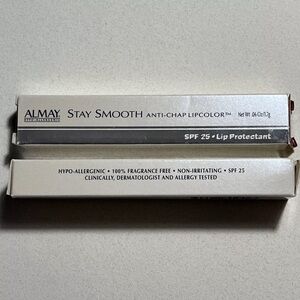 ALMAY STAY SMOOTH ANTI-CHAP LIPCOLOR™ Net Wt .06 Oz/1.7g
SPF 25 • Lip Protectant
HYPO-ALLERGENIC • 100% FRAGRANCE FREE • NON-IRRITATING • SPF 25
CLINICALLY, DERMATOLOGIST AND ALLERGY TESTED